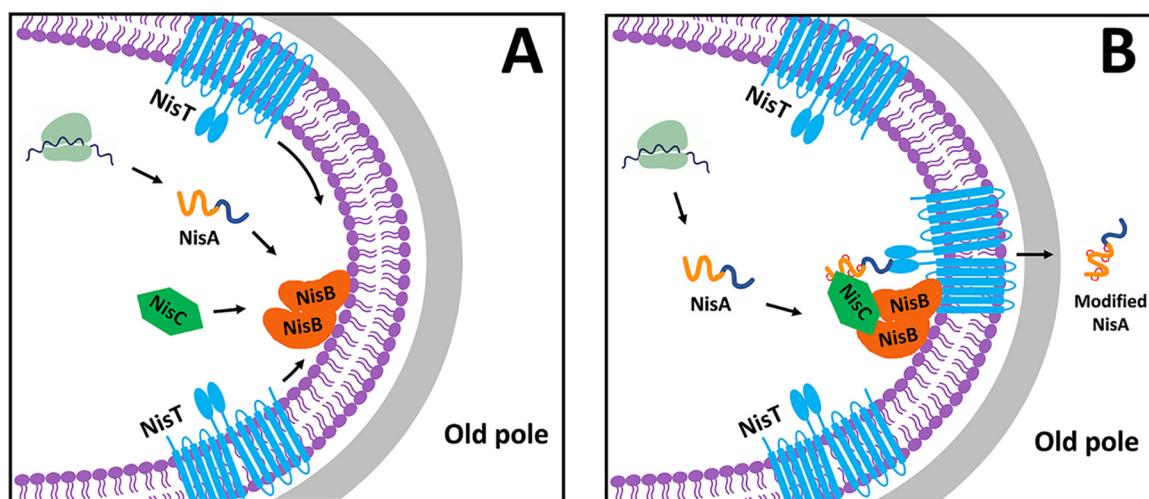 A
NisT
NisA
NisC
NisB
NisB
NisT
Old pole
B
NisT
NisA
NisC
NisB
NisB
Modified
NisA
NisT
Old pole